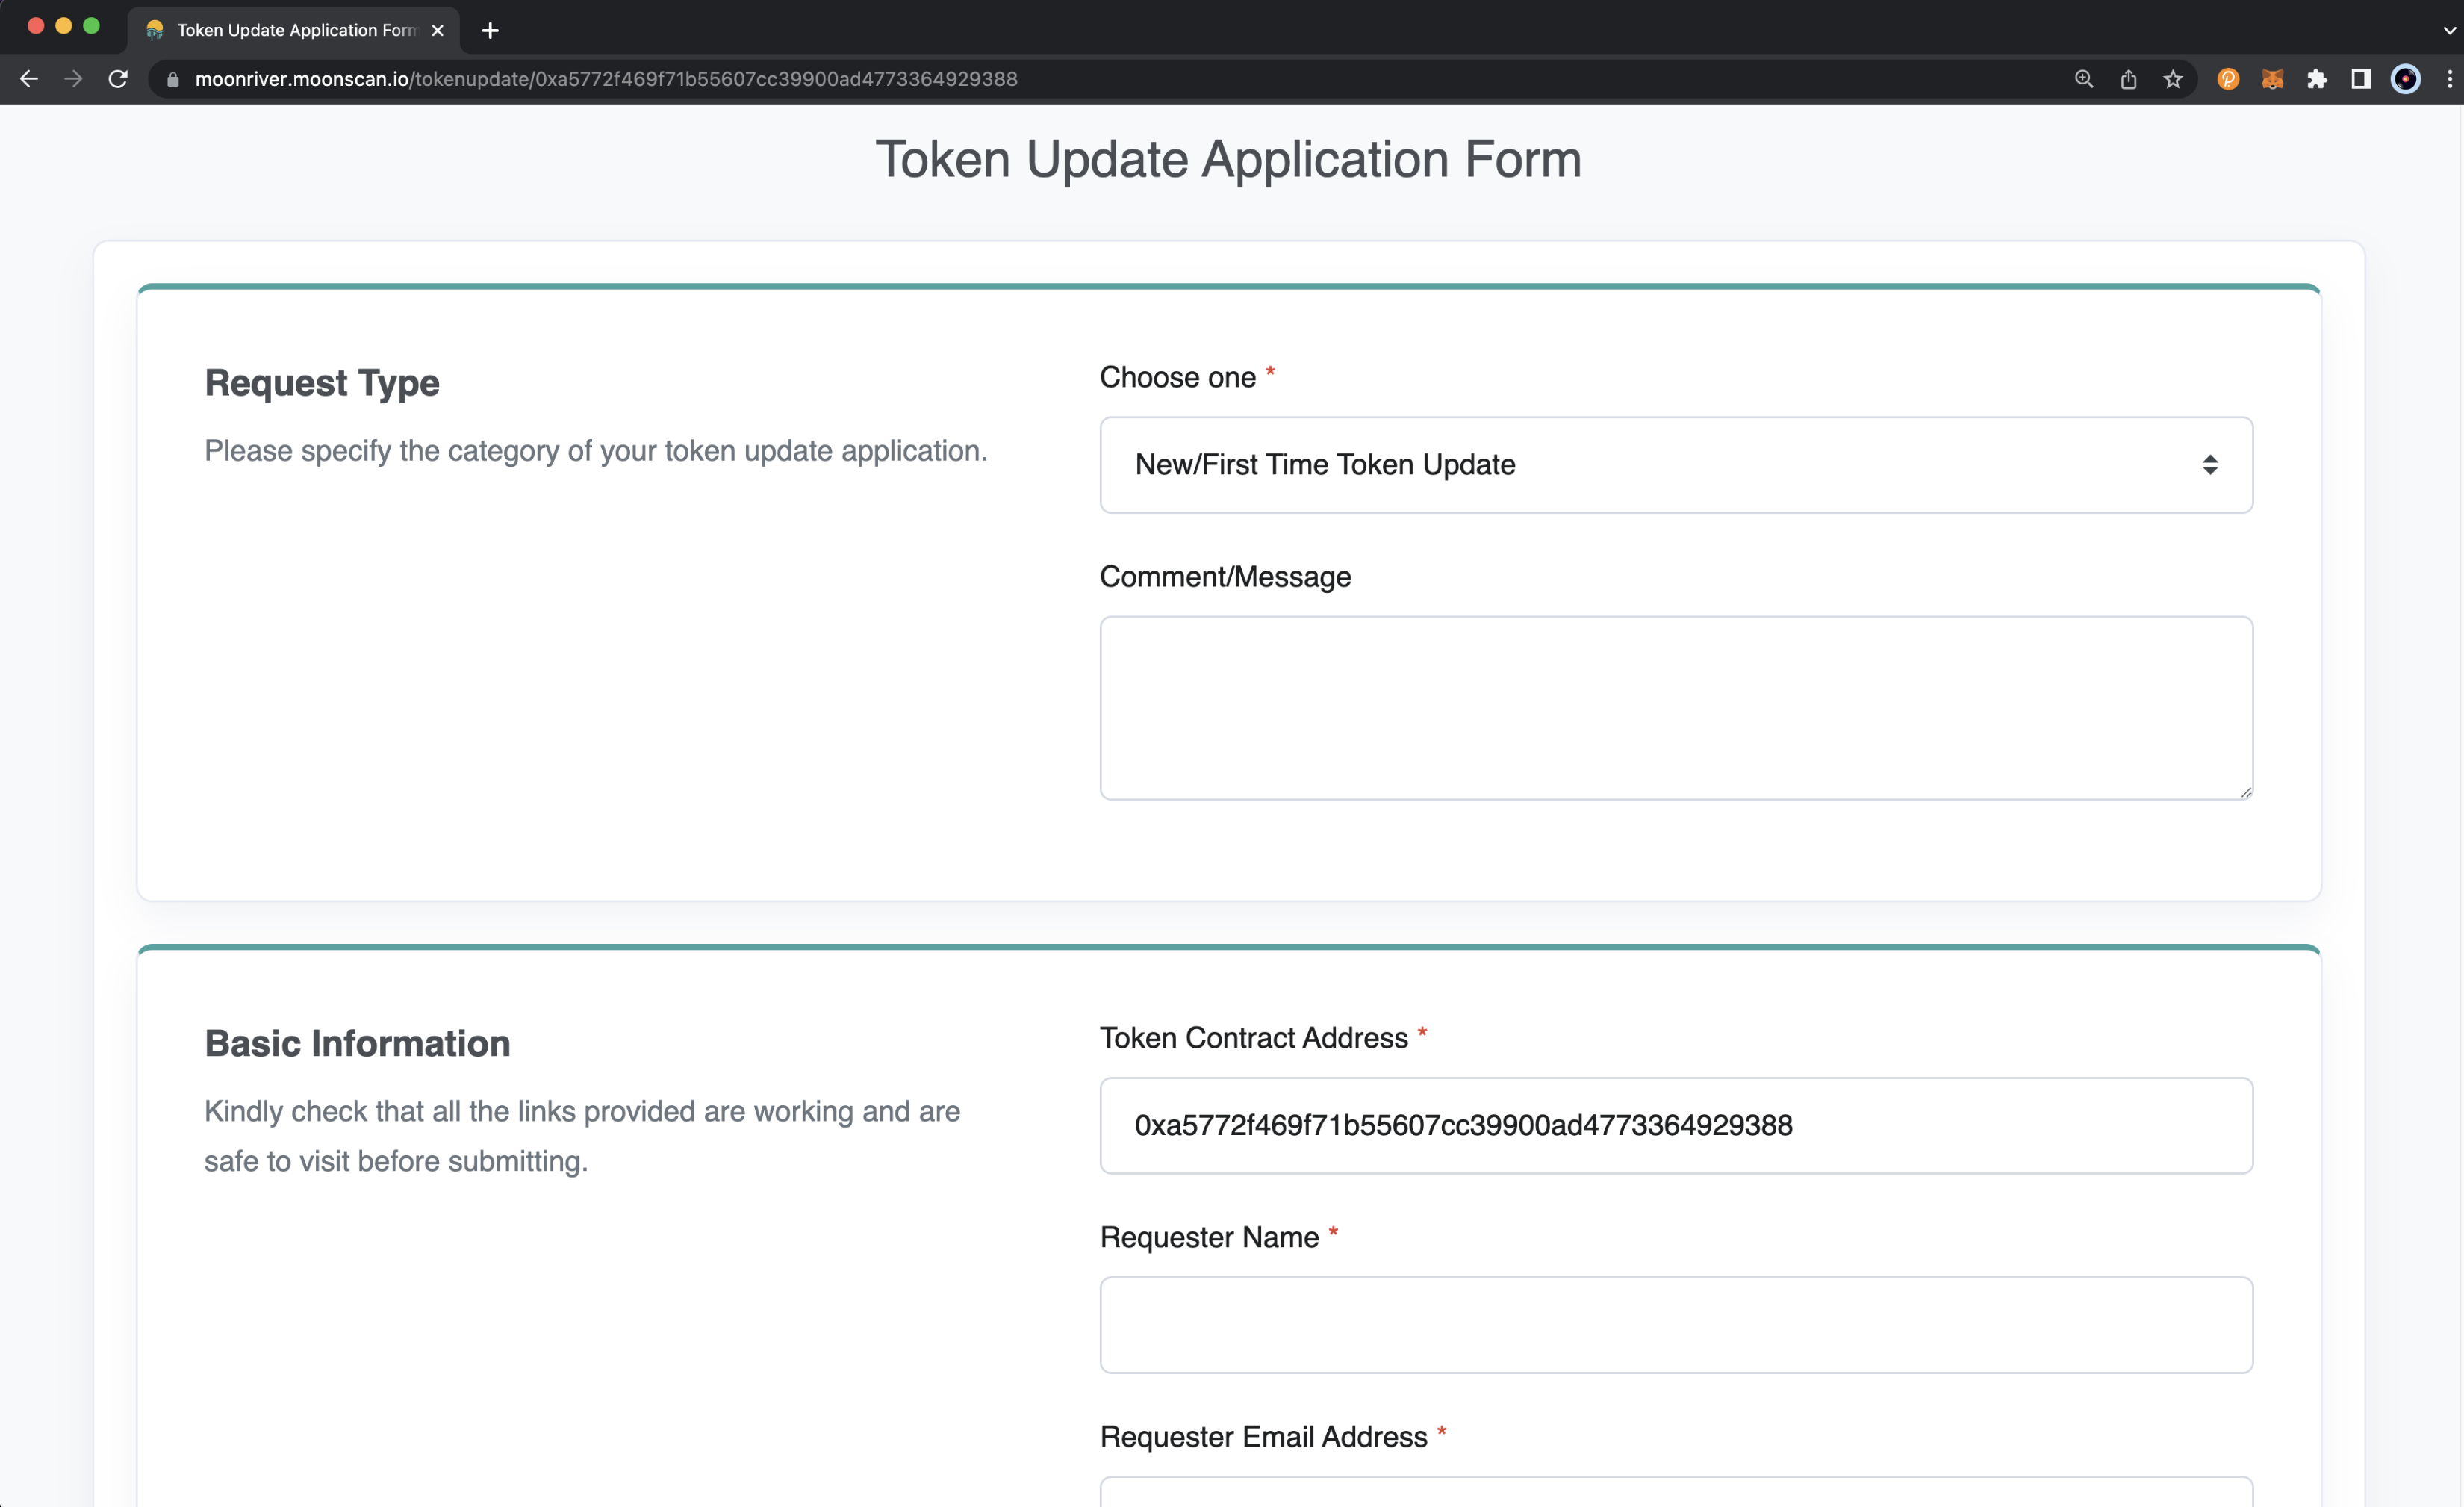 Token Update Application Form
moonriver.moonscan.io/tokenupdate/0xa5772f469f71b55607cc39900ad4773364929388
Token Update Application Form
Request Type
Please specify the category of your token update application.
Choose one *
New/First Time Token Update
Comment/Message
Basic Information
Kindly check that all the links provided are working and are
safe to visit before submitting.
Token Contract Address *
0xa5772f469f71b55607cc39900ad4773364929388
Requester Name *
Requester Email Address *